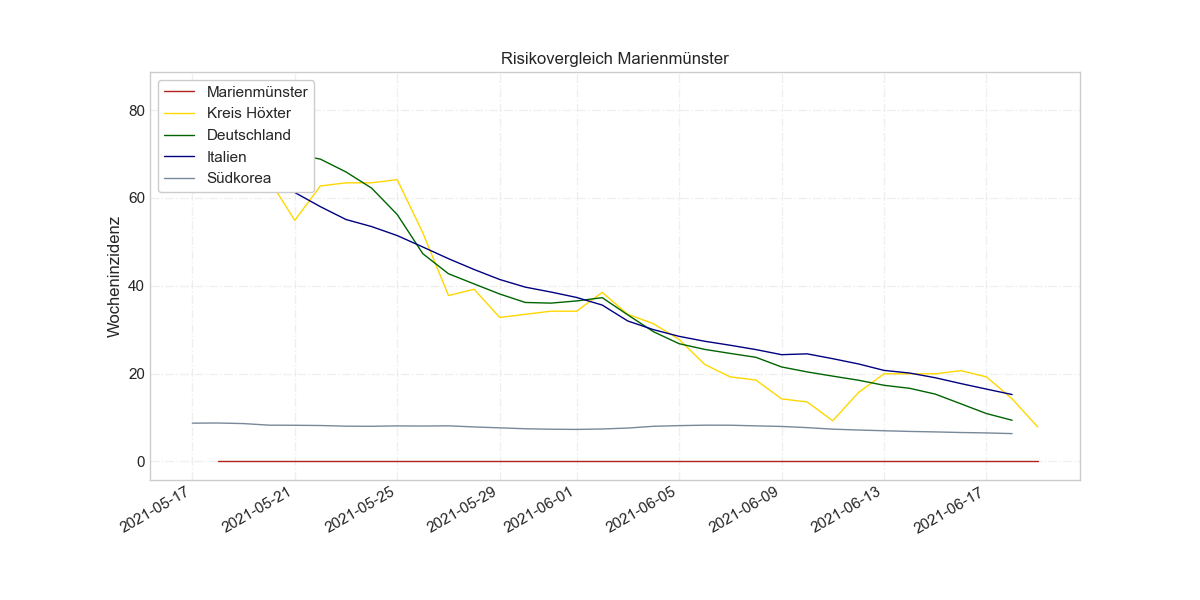 Risikovergleich Marienmünster
Marienmünster
Kreis Höxter
Deutschland
Italien
Südkorea
Wocheninzidenz
80
60
40
20
0
2021-05-17
2021-05-21
2021-05-25
2021-05-29
2021-06-01
2021-06-05
2021-06-09
2021-06-13
2021-06-17